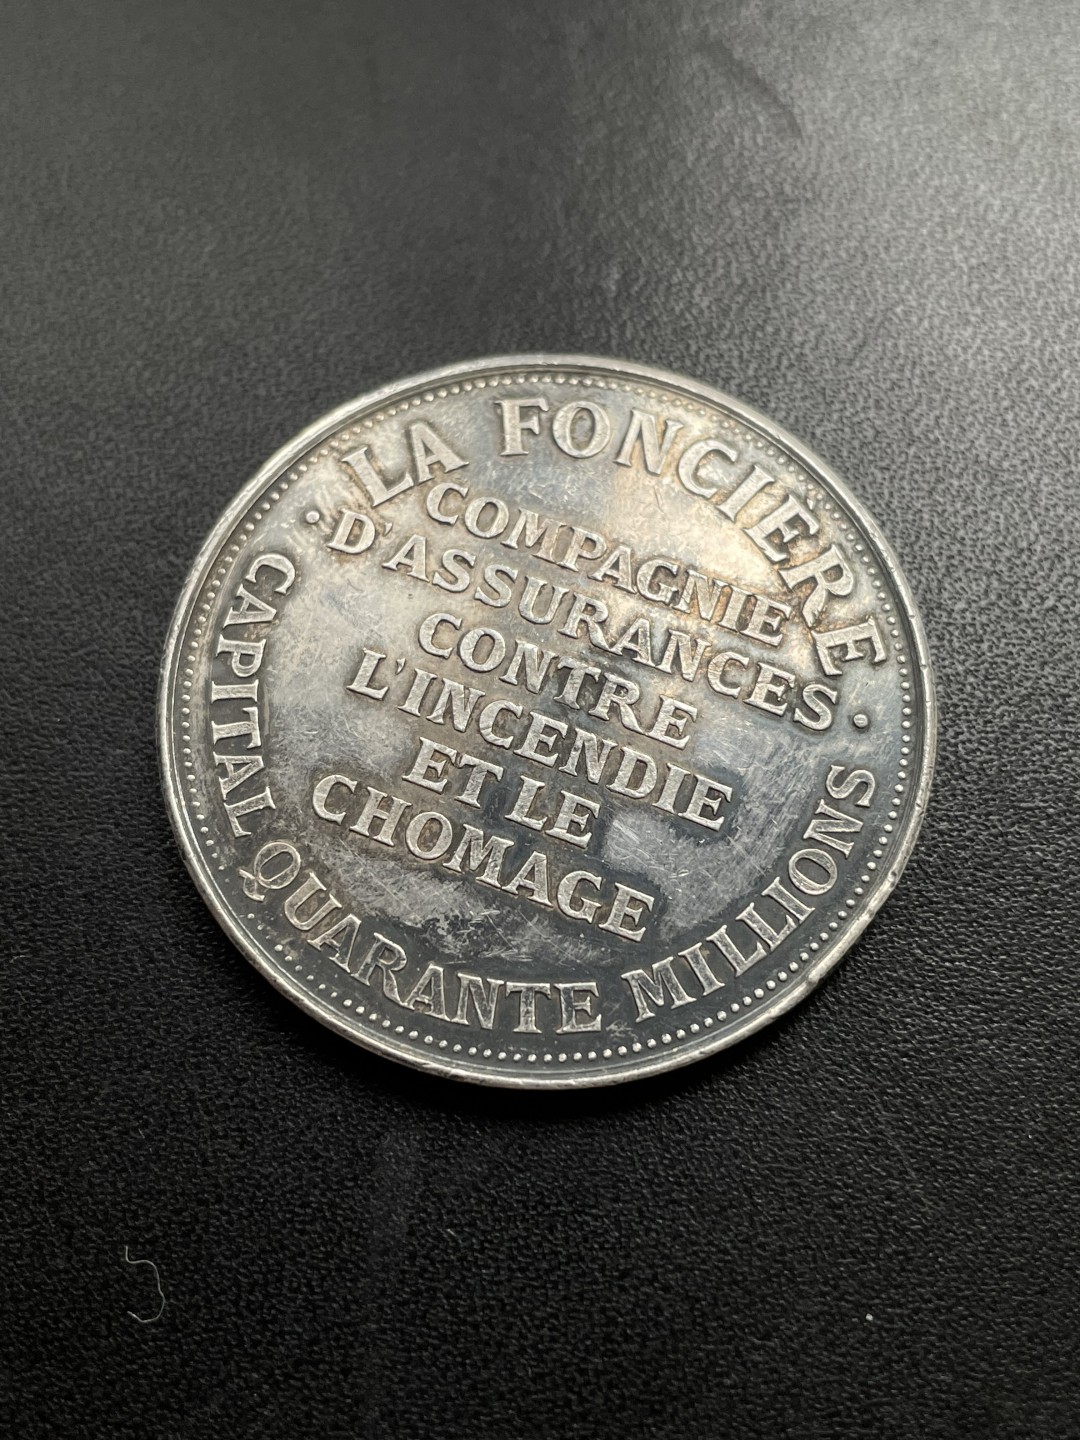 LA FONCIÈRE
COMPAGNIE
D'ASSURANCES
CONTRE
L'INCENDIE
ET LE
CHOMAGE
CAPITAL QUARANTE MILLIONS